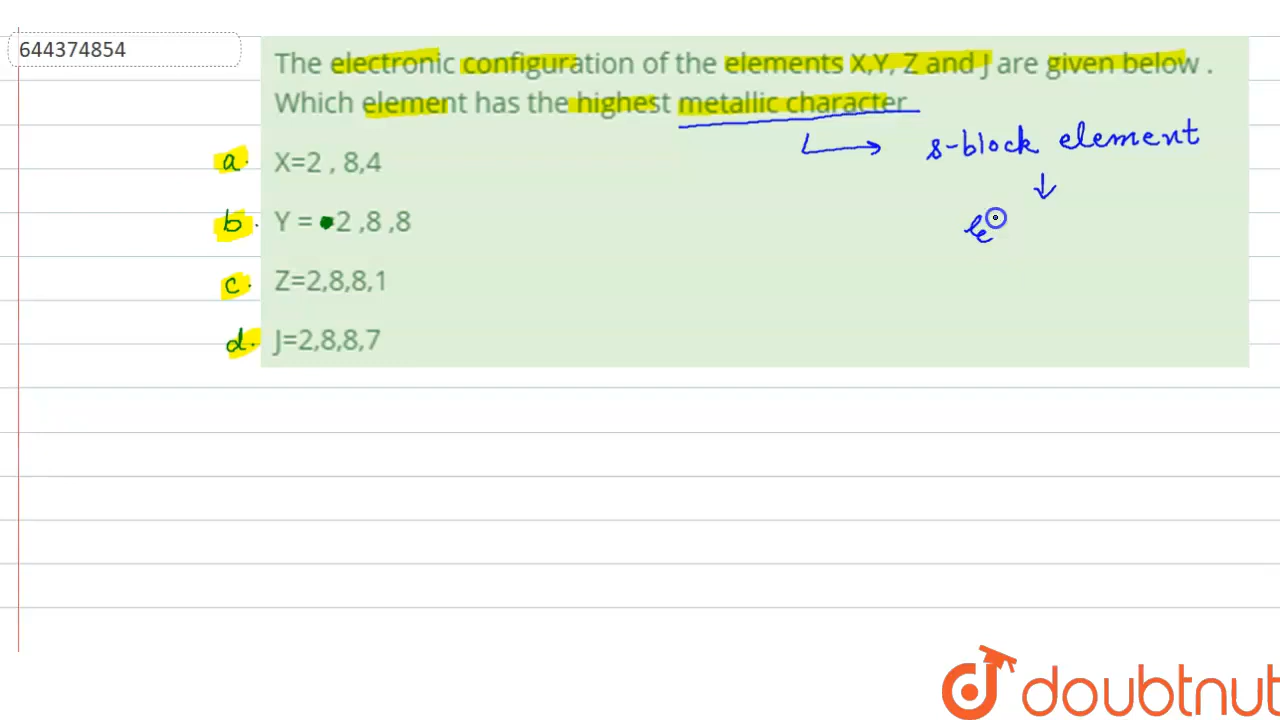 644374854
The electronic configuration of the elements X,Y, Z and J are given below .
Which element has the highest metallic character
s-block element
a. X=2 , 8,4
b. Y = 2 ,8 ,8
c. Z=2,8,8,1
d. J=2,8,8,7
doubtnut